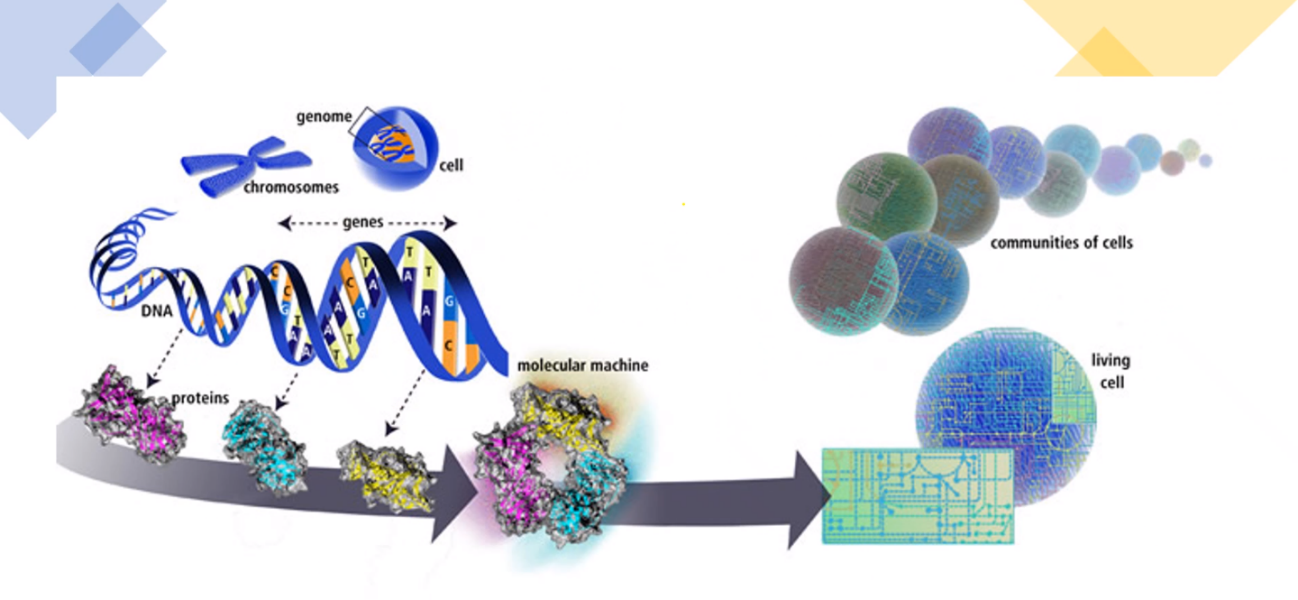 genome
cell
chromosomes
genes
DNA
T
A
T
A
G
C
T
A
C
G
A
A
T
T
C
C
G
T
A
A
proteins
molecular machine
communities of cells
living
cell